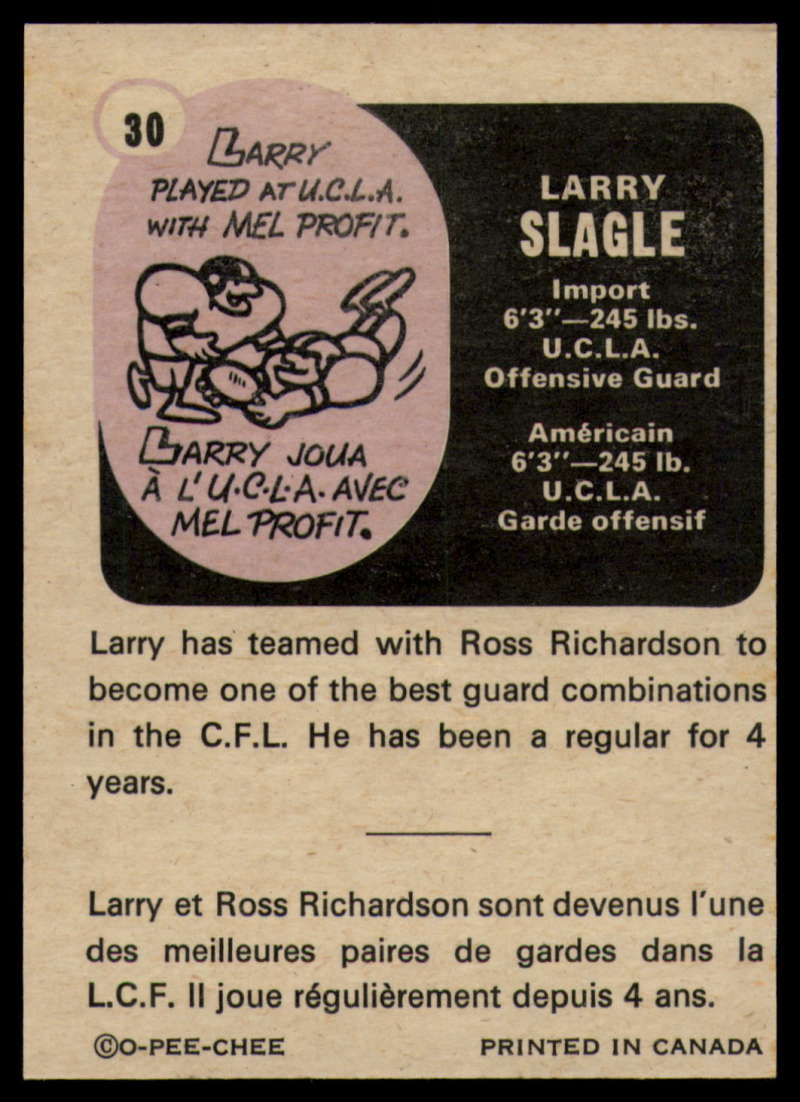 30
LARRY
PLAYED AT U.C.L.A.
WITH MEL PROFIT.
LARRY JOUA
À L'U.C.L.A. AVEC
MEL PROFIT.
LARRY
SLAGLE
Import
6'3"—245 lbs.
U.C.L.A.
Offensive Guard
Américain
6'3"—245 lb.
U.C.L.A.
Garde offensif
Larry has teamed with Ross Richardson to
become one of the best guard combinations
in the C.F.L. He has been a regular for 4
years.
Larry et Ross Richardson sont devenus l'une
des meilleures paires de gardes dans la
L.C.F. Il joue régulièrement depuis 4 ans.
©O-PEE-CHEE
PRINTED IN CANADA